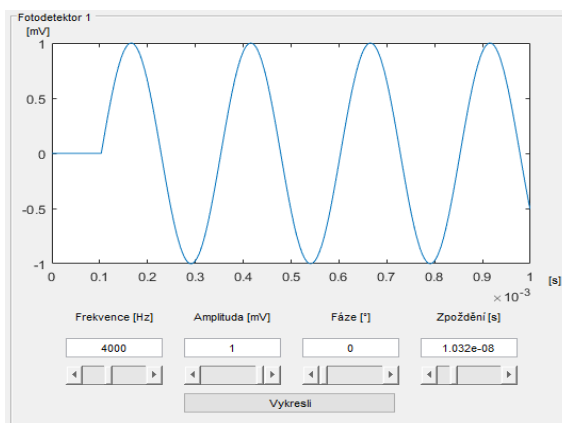 Fotodetektor 1
[mV]
1
0.5
0
-0.5
-1
0 0.1 0.2 0.3 0.4 0.5 0.6 0.7 0.8 0.9 1 [s]
× 10⁻³
Frekvence [Hz] Amplituda [mV] Fáze [°] Zpoždění [s]
4000 1 0 1.032e-08
Vykresli